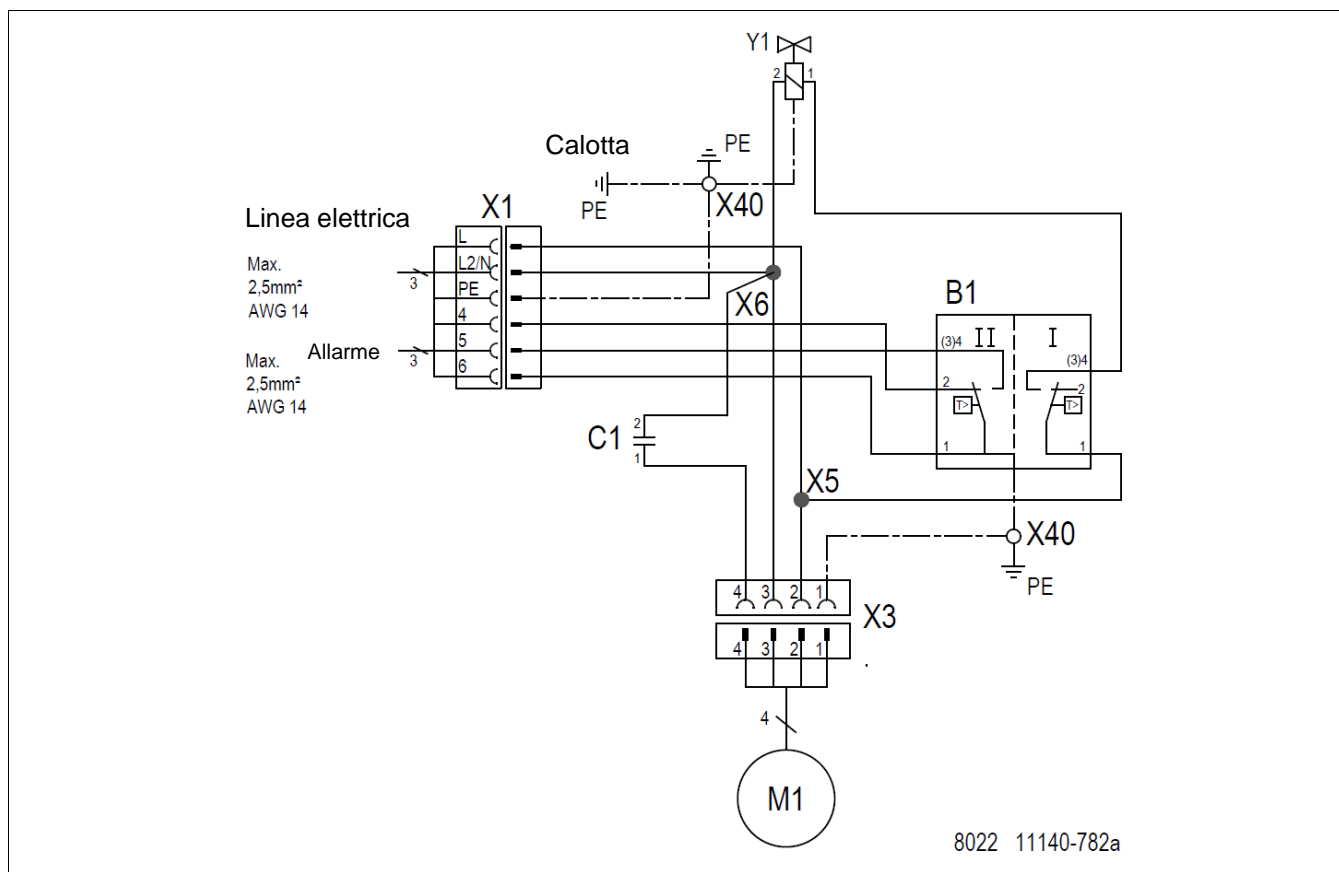 Y1
2 1
Calotta
PE
PE
X40
Linea elettrica
X1
Max.
2,5mm²
AWG 14
3
L
L2/N
PE
4
5
6
Allarme
3
Max.
2,5mm²
AWG 14
X6
B1
(3)4 II I
(3)4
2 2
T> T>
1 1
C1
2
1
X5
X40
PE
4 3 2 1
X3
4 3 2 1
4
M1
8022 11140-782a